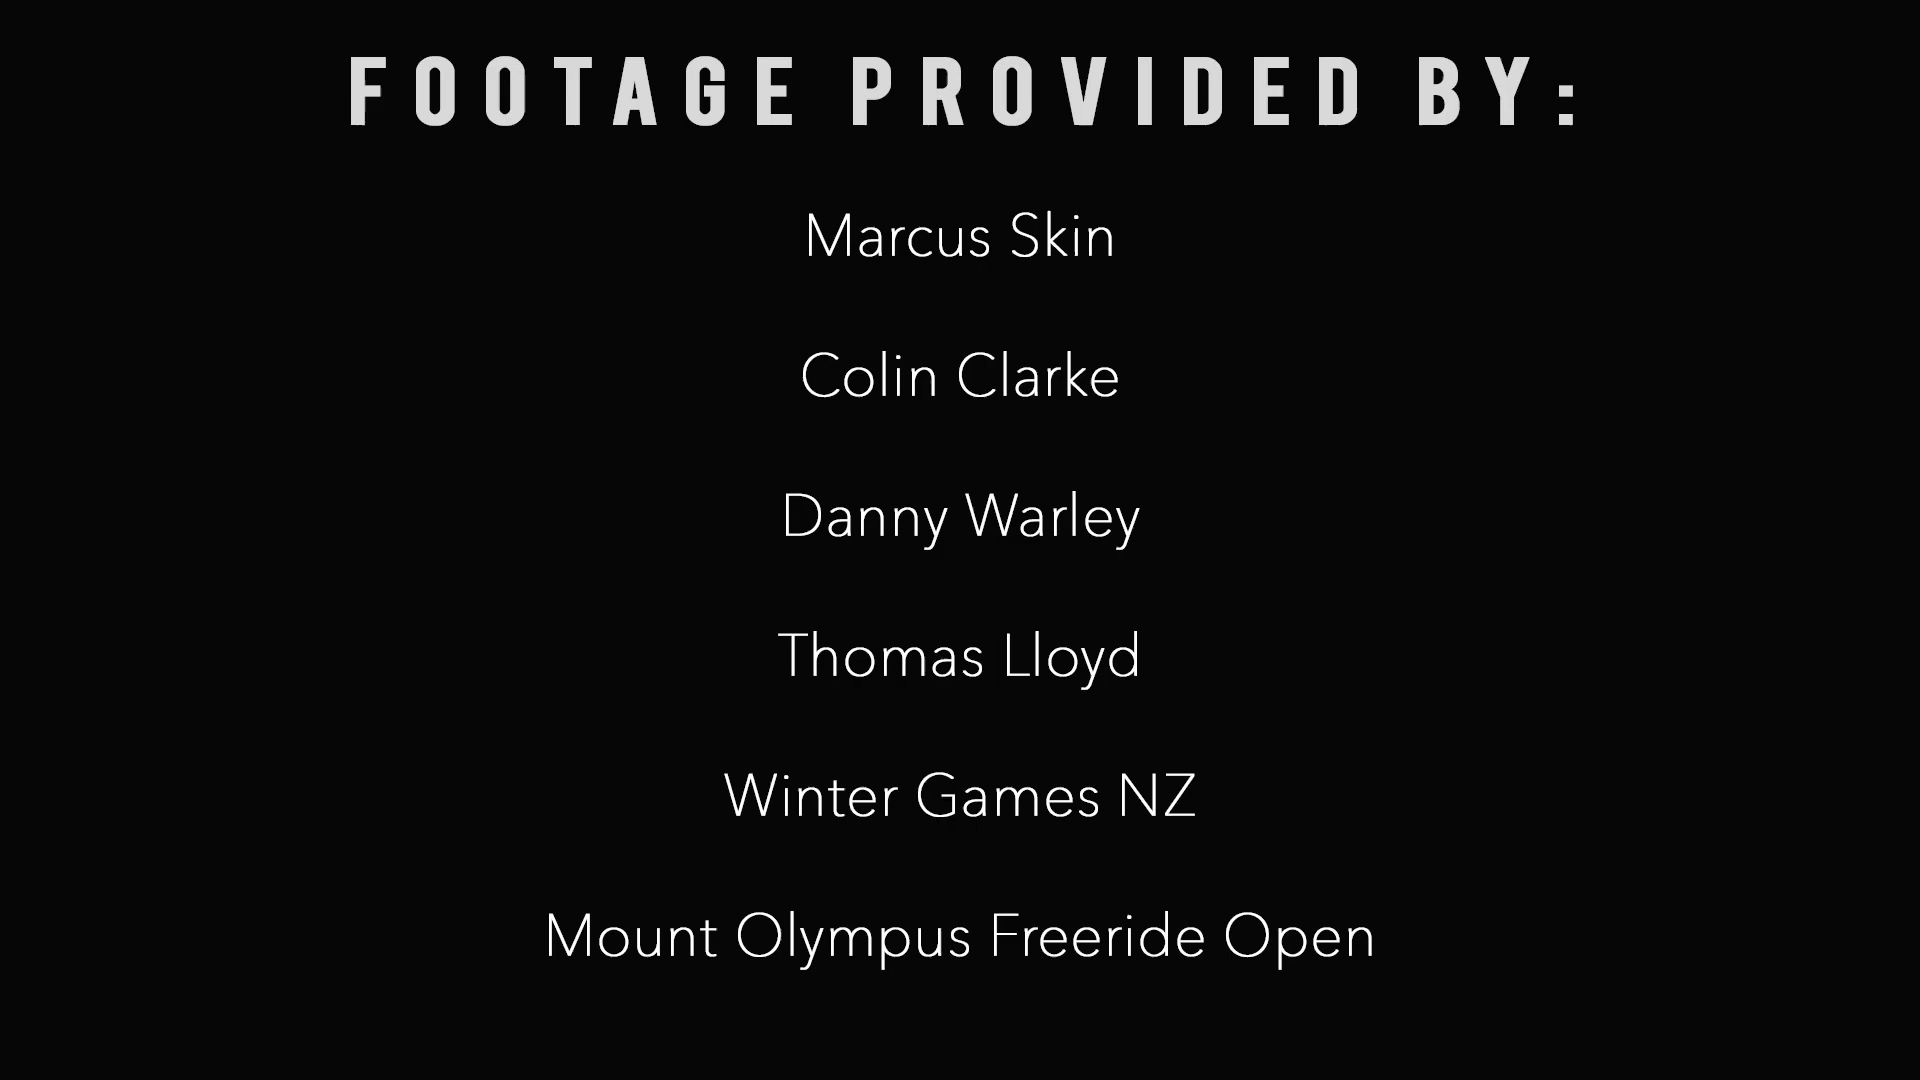 FOOTAGE PROVIDED BY:
Marcus Skin
Colin Clarke
Danny Warley
Thomas Lloyd
Winter Games NZ
Mount Olympus Freeride Open